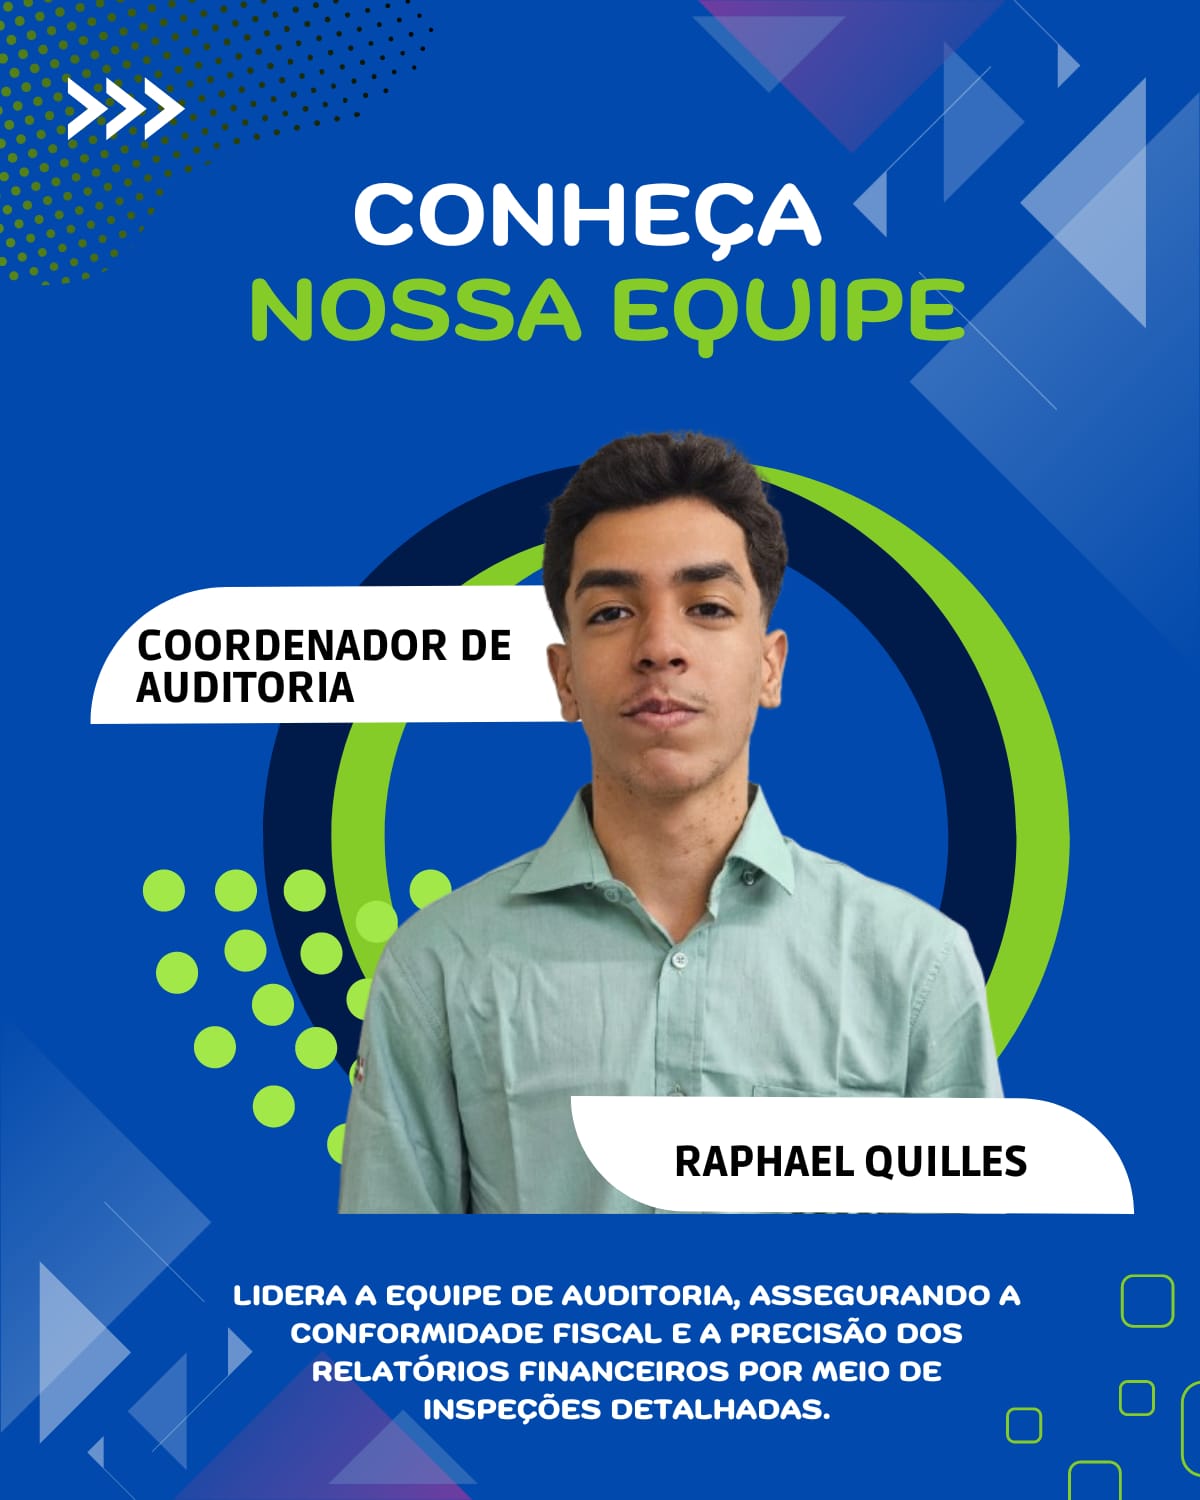 CONHEÇA
NOSSA EQUIPE
COORDENADOR DE
AUDITORIA
RAPHAEL QUILLES
LIDERA A EQUIPE DE AUDITORIA, ASSEGURANDO A
CONFORMIDADE FISCAL E A PRECISÃO DOS
RELATÓRIOS FINANCEIROS POR MEIO DE
INSPEÇÕES DETALHADAS.